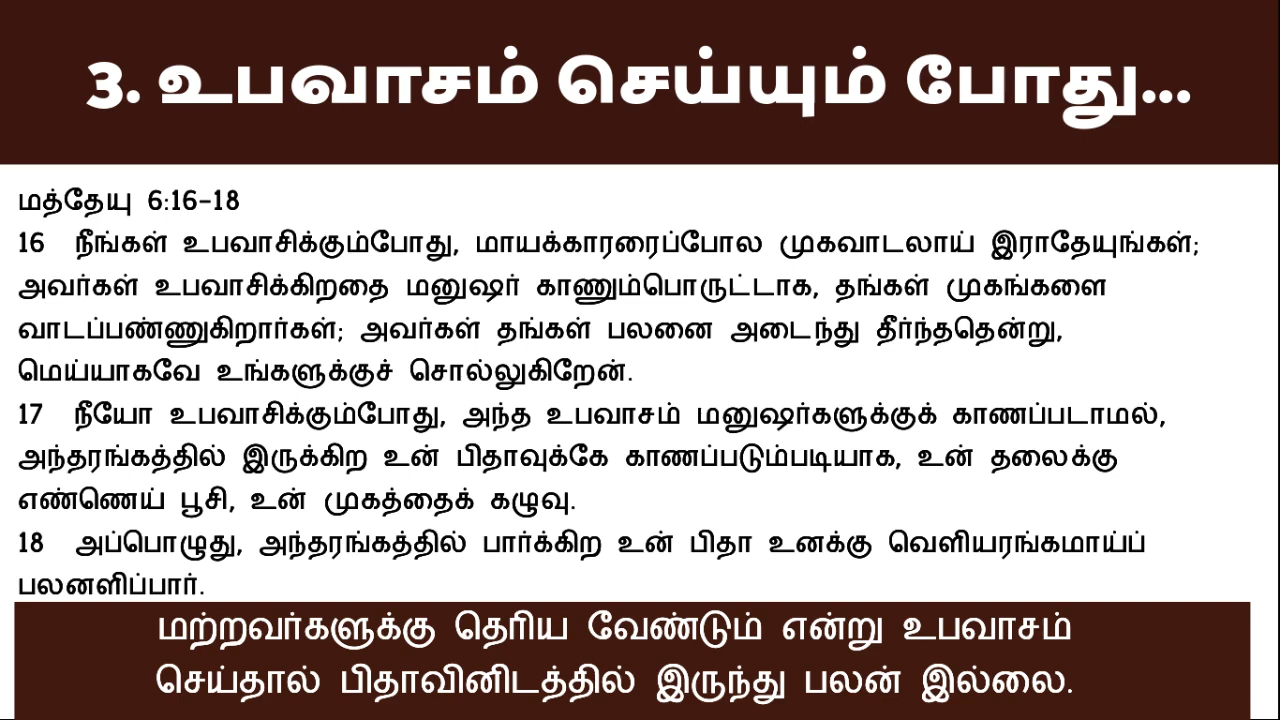 3. உபவாசம் செய்யும் போது...
மத்தேயு 6:16-18
16 நீங்கள் உபவாசிக்கும்போது, மாயக்காரரைப்போல முகவாடலாய் இராதேயுங்கள்;
அவர்கள் உபவாசிக்கிறதை மனுஷர் காணும்பொருட்டாக, தங்கள் முகங்களை
வாடப்பண்ணுகிறார்கள்; அவர்கள் தங்கள் பலனை அடைந்து தீர்ந்ததென்று,
மெய்யாகவே உங்களுக்குச் சொல்லுகிறேன்.
17 நீயோ உபவாசிக்கும்போது, அந்த உபவாசம் மனுஷர்களுக்குக் காணப்படாமல்,
அந்தரங்கத்தில் இருக்கிற உன் பிதாவுக்கே காணப்படும்படியாக, உன் தலைக்கு
எண்ணெய் பூசி, உன் முகத்தைக் கழுவு.
18 அப்பொழுது, அந்தரங்கத்தில் பார்க்கிற உன் பிதா உனக்கு வெளியரங்கமாய்ப்
பலனளிப்பார்.
மற்றவர்களுக்கு தெரிய வேண்டும் என்று உபவாசம்
செய்தால் பிதாவினிடத்தில் இருந்து பலன் இல்லை.